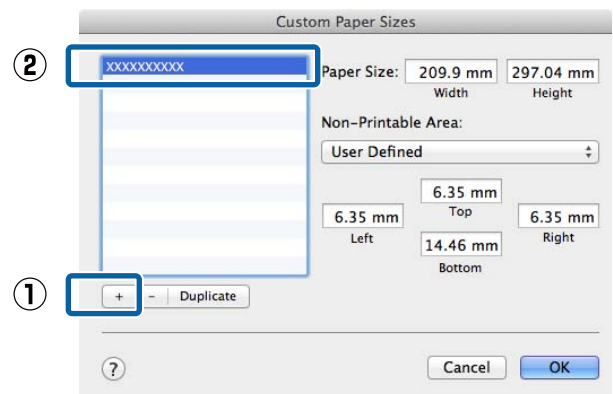 Custom Paper Sizes
② XXXXXXXXXX
Paper Size: 209.9 mm 297.04 mm
Width Height
Non-Printable Area:
User Defined
6.35 mm
Top
6.35 mm 6.35 mm
Left Right
14.46 mm
Bottom
① + - Duplicate
? Cancel OK